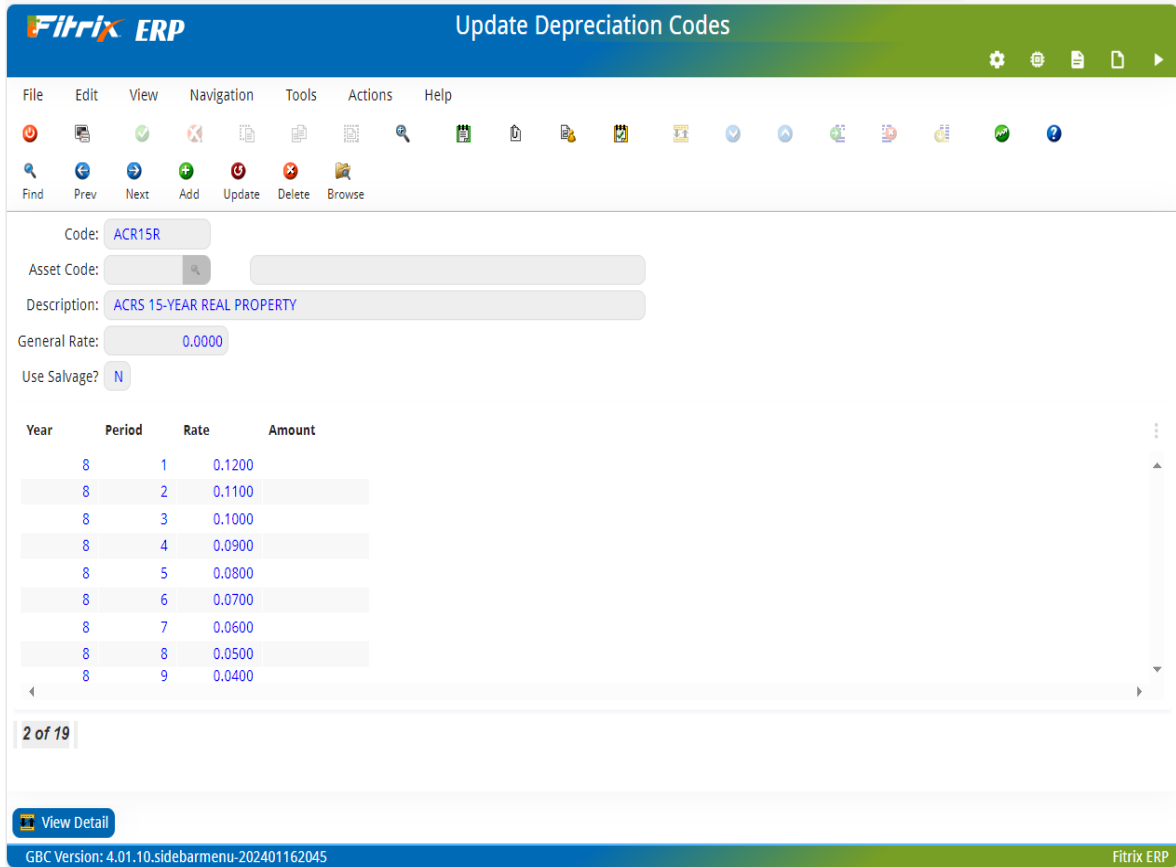 Fitrix ERP
Update Depreciation Codes
File Edit View Navigation Tools Actions Help
Find Prev Next Add Update Delete Browse
Code: ACR15R
Asset Code:
Description: ACRS 15-YEAR REAL PROPERTY
General Rate: 0.0000
Use Salvage? N
Year Period Rate Amount
8 1 0.1200
8 2 0.1100
8 3 0.1000
8 4 0.0900
8 5 0.0800
8 6 0.0700
8 7 0.0600
8 8 0.0500
8 9 0.0400
2 of 19
View Detail
GBC Version: 4.01.10.sidebarmenu-202401162045 Fitrix ERP